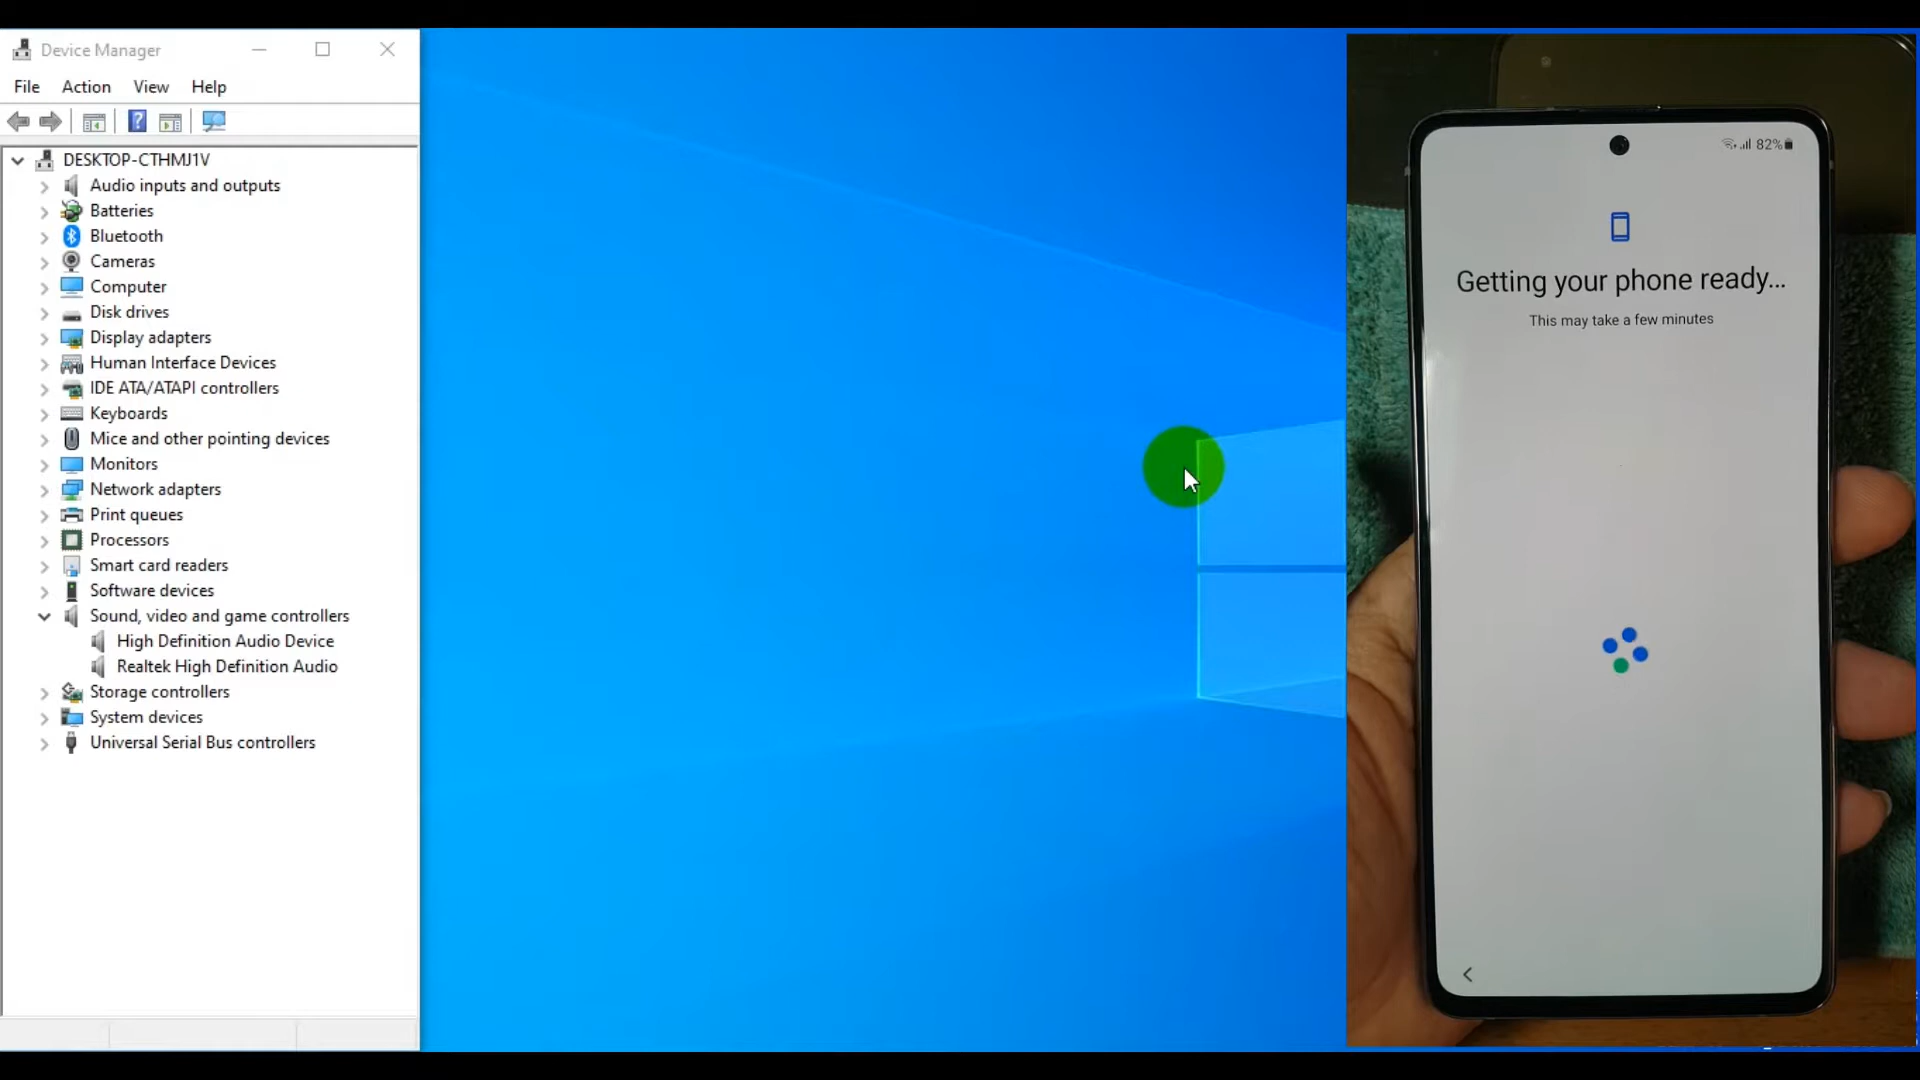 Device Manager
File Action View Help
DESKTOP-CTHMJ1V
Audio inputs and outputs
Batteries
Bluetooth
Cameras
Computer
Disk drives
Display adapters
Human Interface Devices
IDE ATA/ATAPI controllers
Keyboards
Mice and other pointing devices
Monitors
Network adapters
Print queues
Processors
Smart card readers
Software devices
Sound, video and game controllers
High Definition Audio Device
Realtek High Definition Audio
Storage controllers
System devices
Universal Serial Bus controllers
82%
Getting your phone ready...
This may take a few minutes